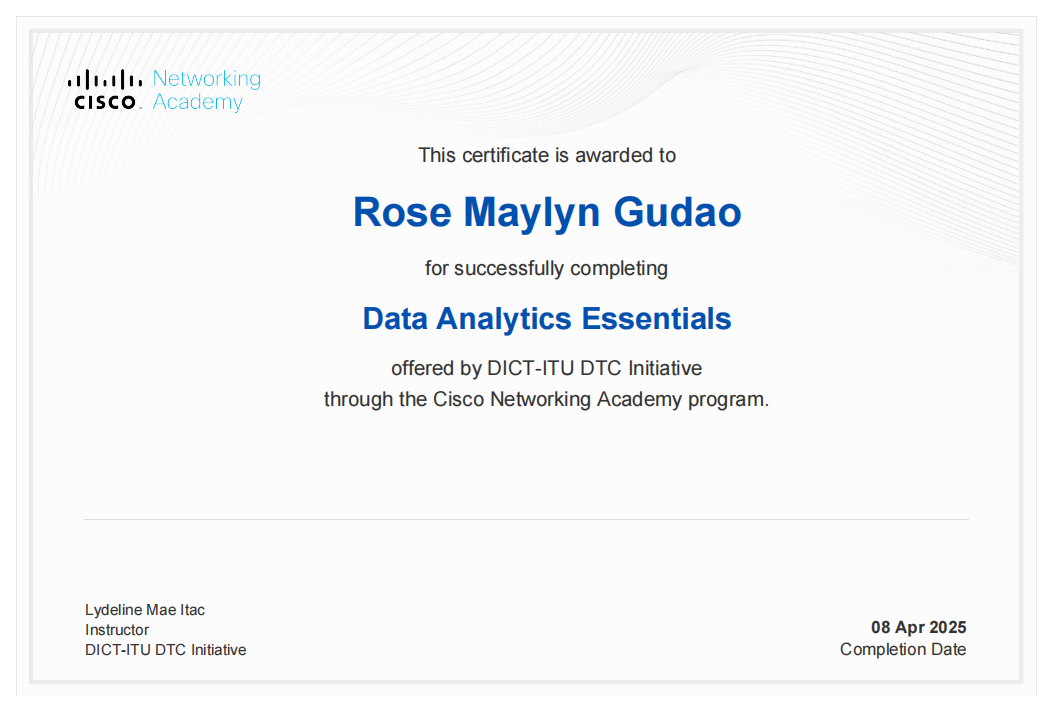 Networking
CISCO Academy
This certificate is awarded to
Rose Maylyn Gudao
for successfully completing
Data Analytics Essentials
offered by DICT-ITU DTC Initiative
through the Cisco Networking Academy program.
Lydeline Mae Itac
Instructor
DICT-ITU DTC Initiative
08 Apr 2025
Completion Date